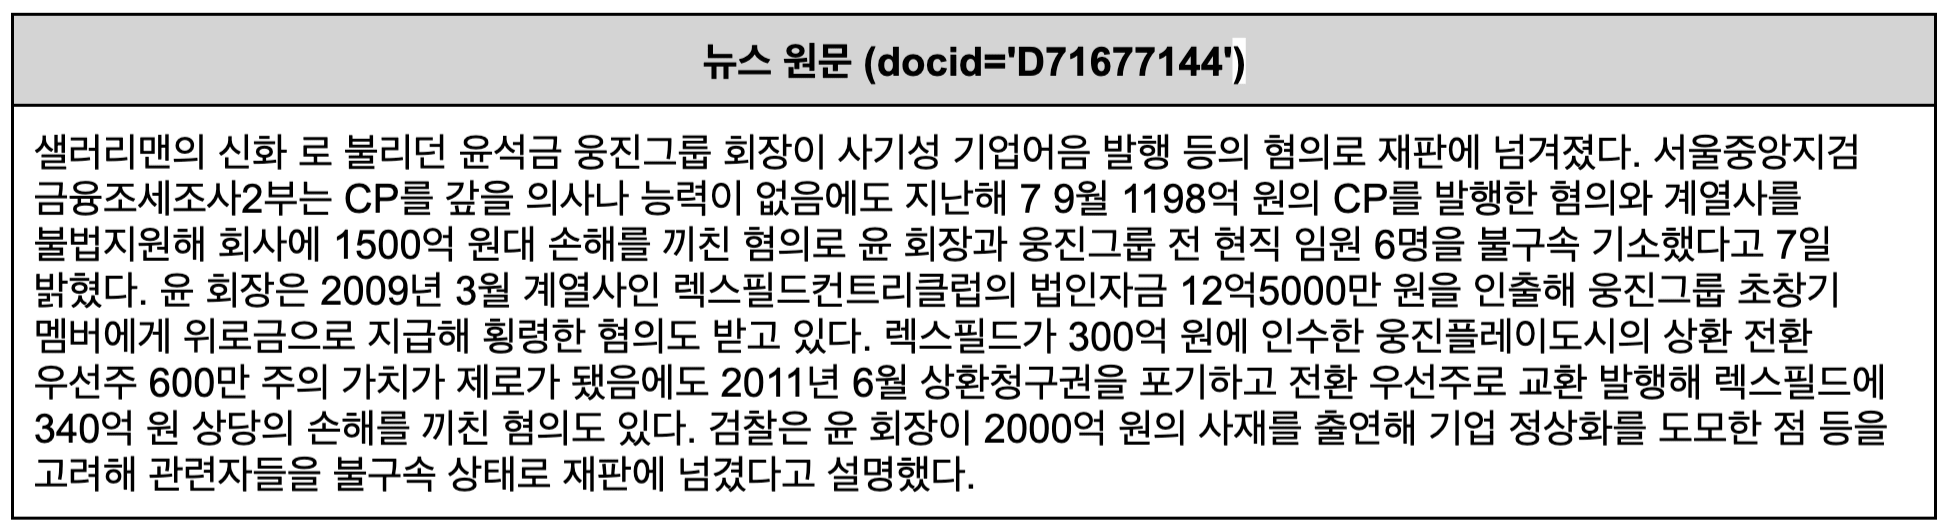 뉴스 원문 (docid='D71677144')
샐러리맨의 신화 로 불리던 윤석금 웅진그룹 회장이 사기성 기업어음 발행 등의 혐의로 재판에 넘겨졌다. 서울중앙지검
금융조세조사2부는 CP를 갚을 의사나 능력이 없음에도 지난해 7 9월 1198억 원의 CP를 발행한 혐의와 계열사를
불법지원해 회사에 1500억 원대 손해를 끼친 혐의로 윤 회장과 웅진그룹 전 현직 임원 6명을 불구속 기소했다고 7일
밝혔다. 윤 회장은 2009년 3월 계열사인 렉스필드컨트리클럽의 법인자금 12억5000만 원을 인출해 웅진그룹 초창기
멤버에게 위로금으로 지급해 횡령한 혐의도 받고 있다. 렉스필드가 300억 원에 인수한 웅진플레이도시의 상환 전환
우선주 600만 주의 가치가 제로가 됐음에도 2011년 6월 상환청구권을 포기하고 전환 우선주로 교환 발행해 렉스필드에
340억 원 상당의 손해를 끼친 혐의도 있다. 검찰은 윤 회장이 2000억 원의 사재를 출연해 기업 정상화를 도모한 점 등을
고려해 관련자들을 불구속 상태로 재판에 넘겼다고 설명했다.